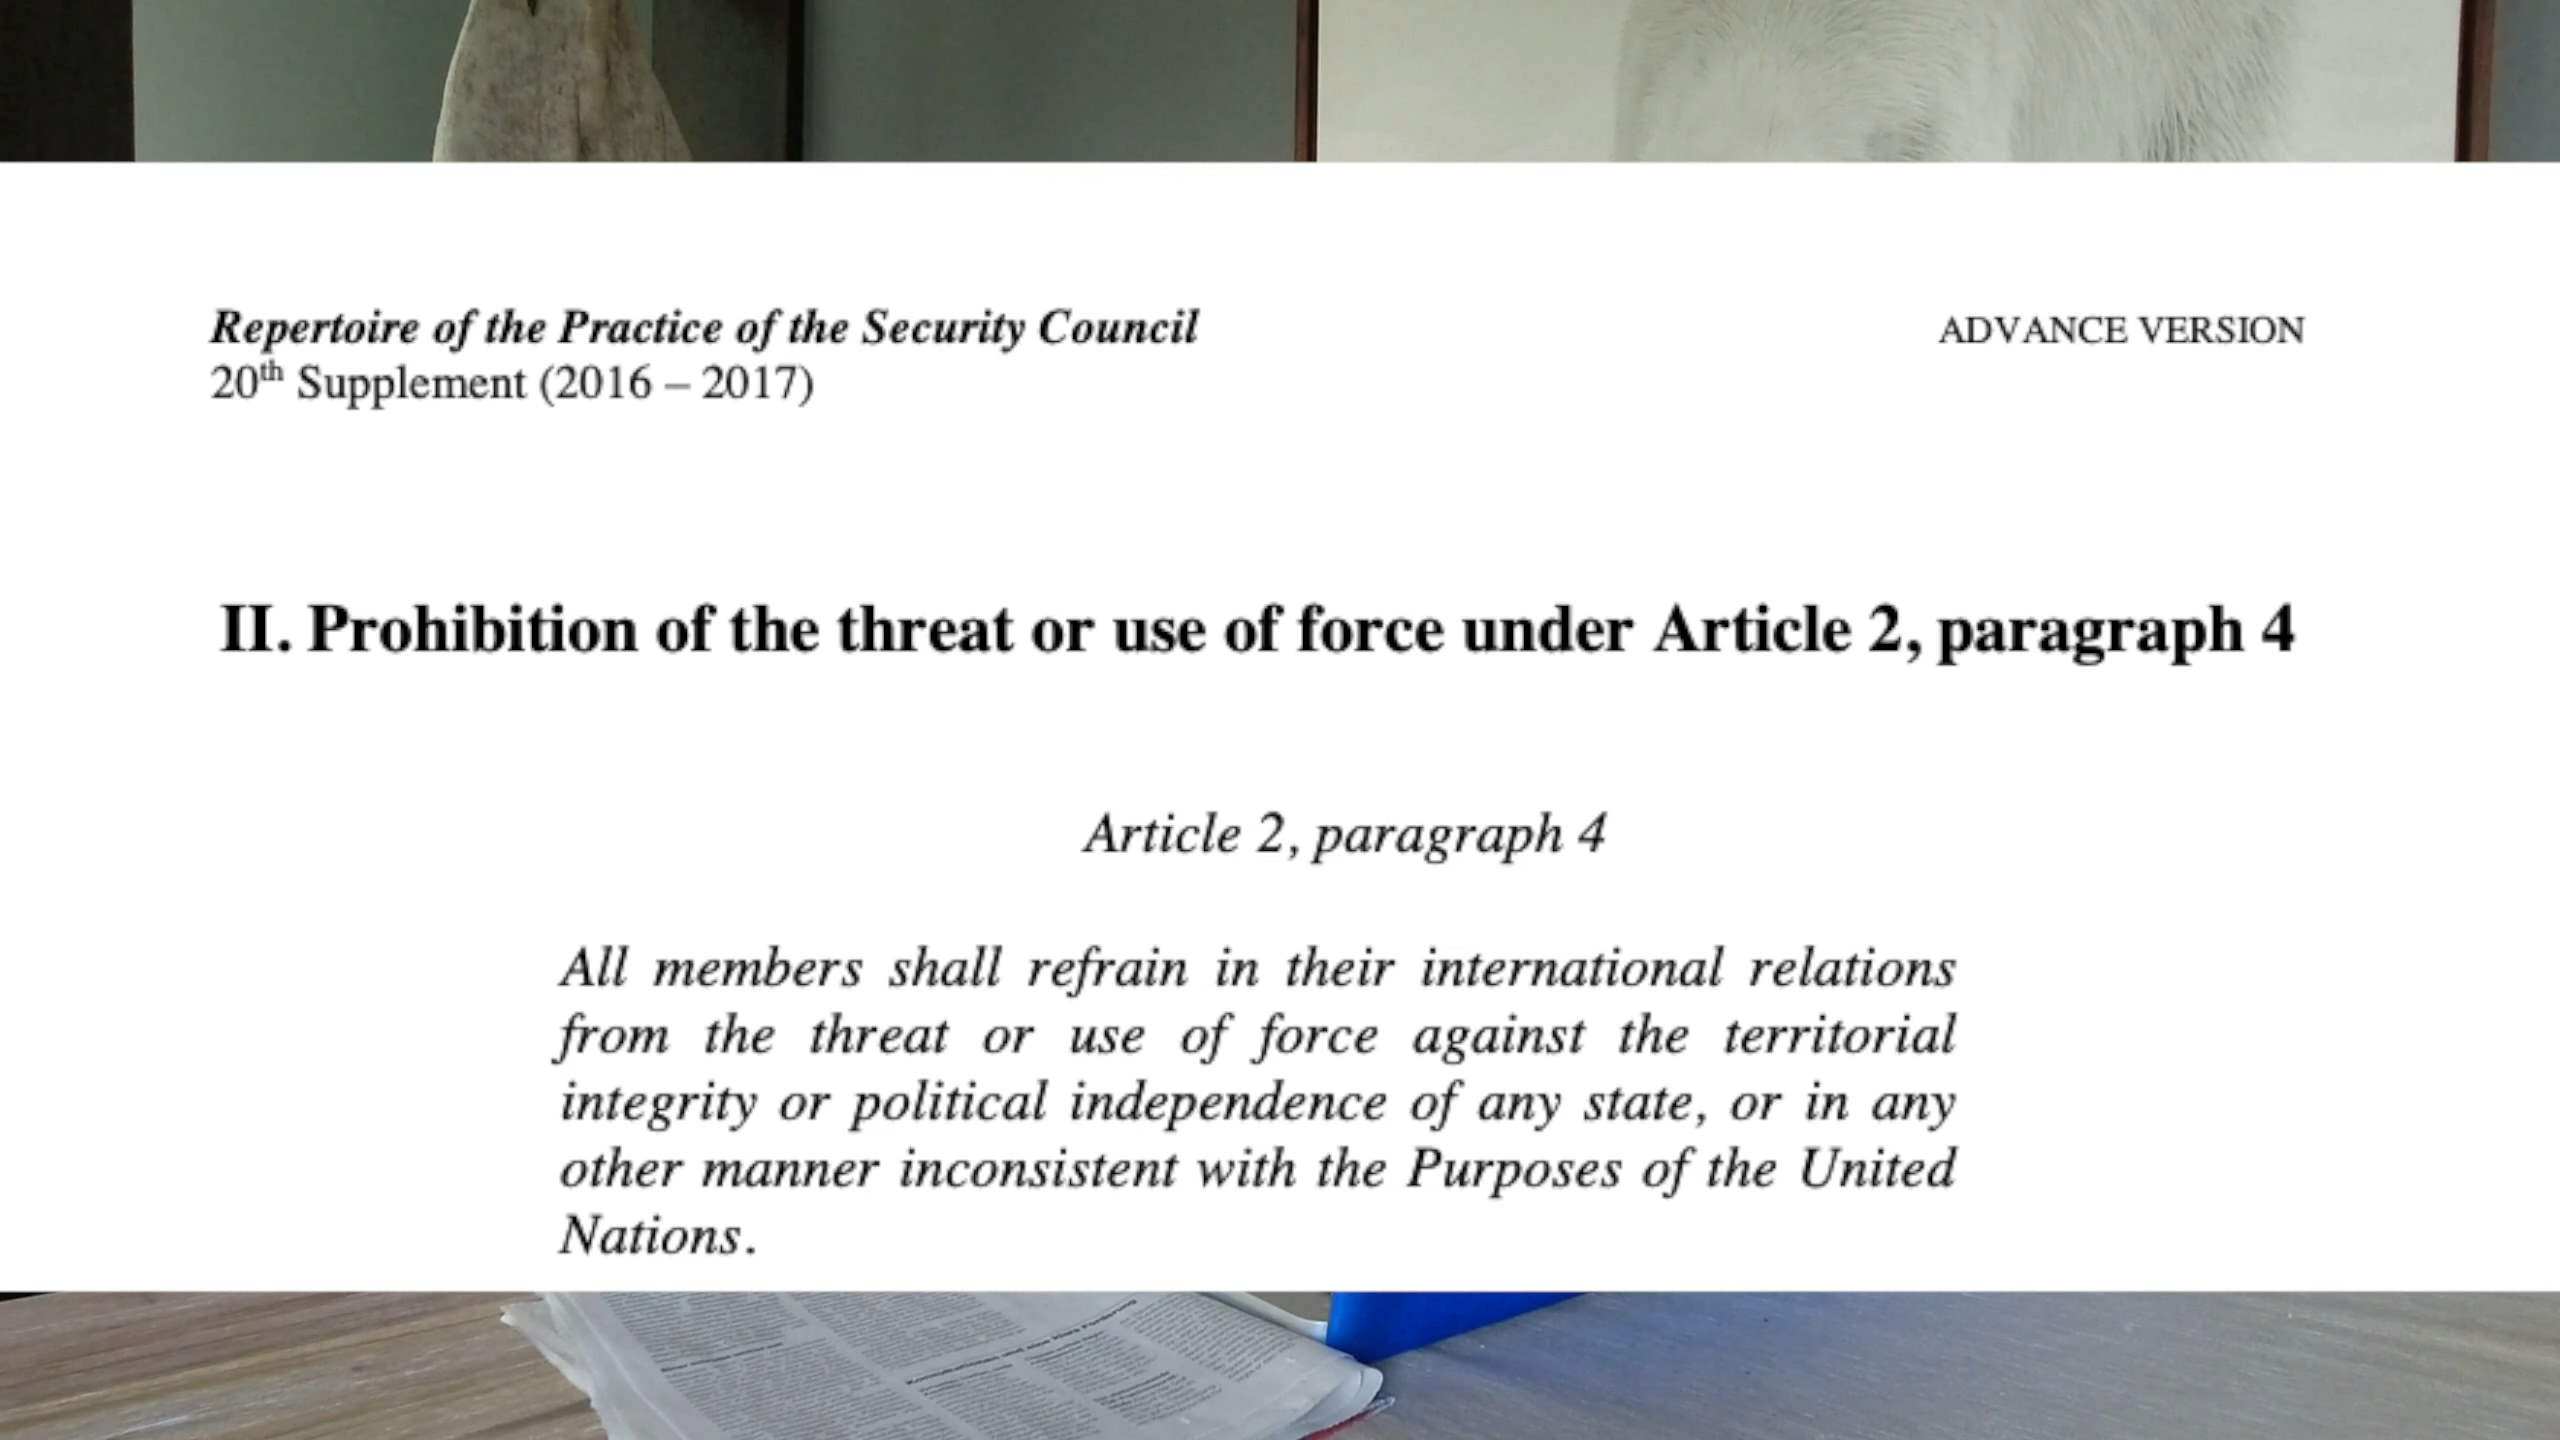 Repertoire of the Practice of the Security Council
ADVANCE VERSION
20th Supplement (2016 – 2017)
II. Prohibition of the threat or use of force under Article 2, paragraph 4
Article 2, paragraph 4
All members shall refrain in their international relations
from the threat or use of force against the territorial
integrity or political independence of any state, or in any
other manner inconsistent with the Purposes of the United
Nations.